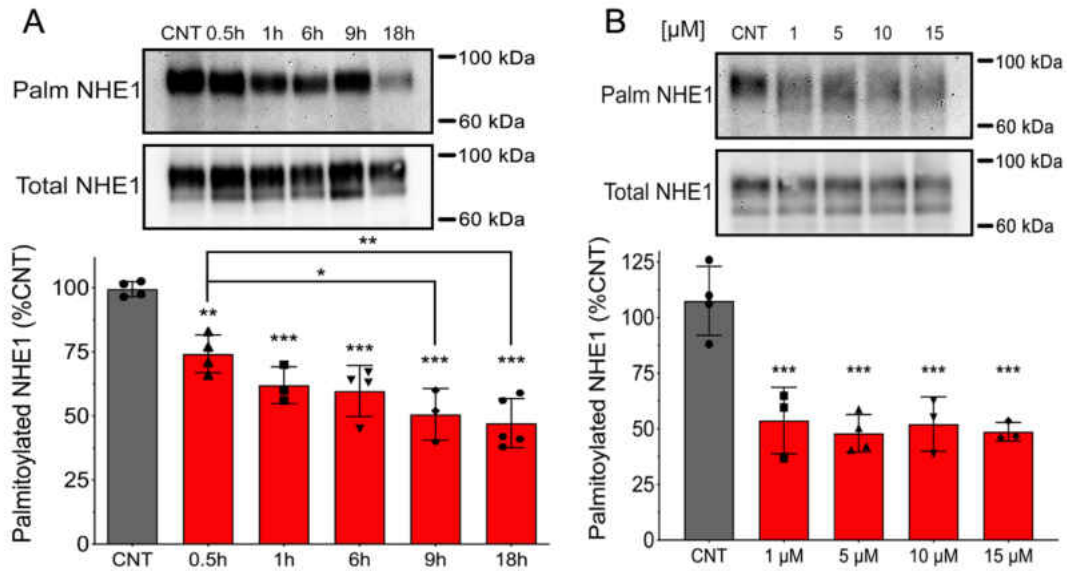 A
CNT 0.5h 1h 6h 9h 18h
Palm NHE1
100 kDa
60 kDa
Total NHE1
100 kDa
60 kDa
Palmitoylated NHE1 (%CNT)
100
75
50
25
0
**
*
** *** *** *** ***
CNT 0.5h 1h 6h 9h 18h
B
[µM] CNT 1 5 10 15
Palm NHE1
100 kDa
60 kDa
Total NHE1
100 kDa
60 kDa
Palmitoylated NHE1 (%CNT)
125
100
75
50
25
0
*** *** *** ***
CNT 1 µM 5 µM 10 µM 15 µM